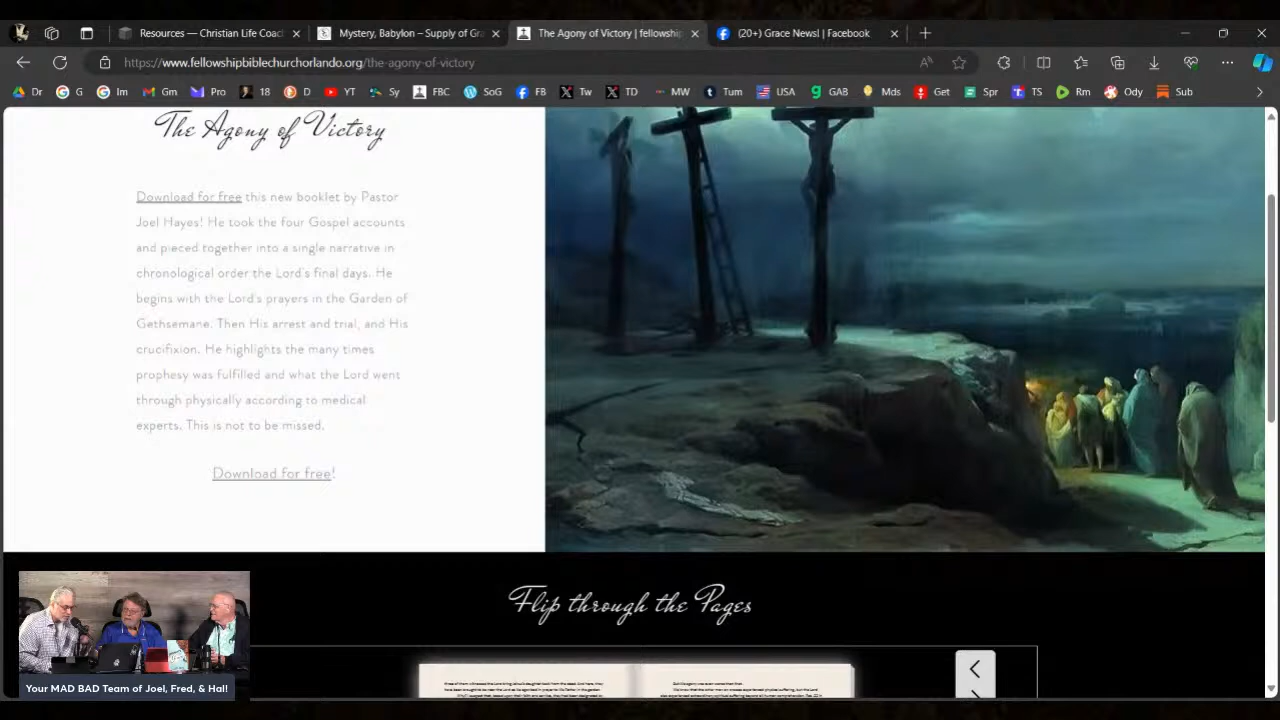 Resources — Christian Life Coac
Mystery, Babylon – Supply of Gr
The Agony of Victory | fellowship
(20+) Grace News! | Facebook
https://www.fellowshipbiblechurchorlando.org/the-agony-of-victory
Dr G Im Gm Pro 18 D YT Sy FBC SoG FB Tw TD MW Tum USA GAB Mds Get Spr TS Rm Ody Sub
The Agony of Victory
Download for free this new booklet by Pastor
Joel Hayes! He took the four Gospel accounts
and pieced together into a single narrative in
chronological order the Lord's final days. He
begins with the Lord's prayers in the Garden of
Gethsemane. Then His arrest and trial, and His
crucifixion. He highlights the many times
prophesy was fulfilled and what the Lord went
through physically according to medical
experts. This is not to be missed.
Download for free!
Flip through the Pages
Your MAD BAD Team of Joel, Fred, & Hal!